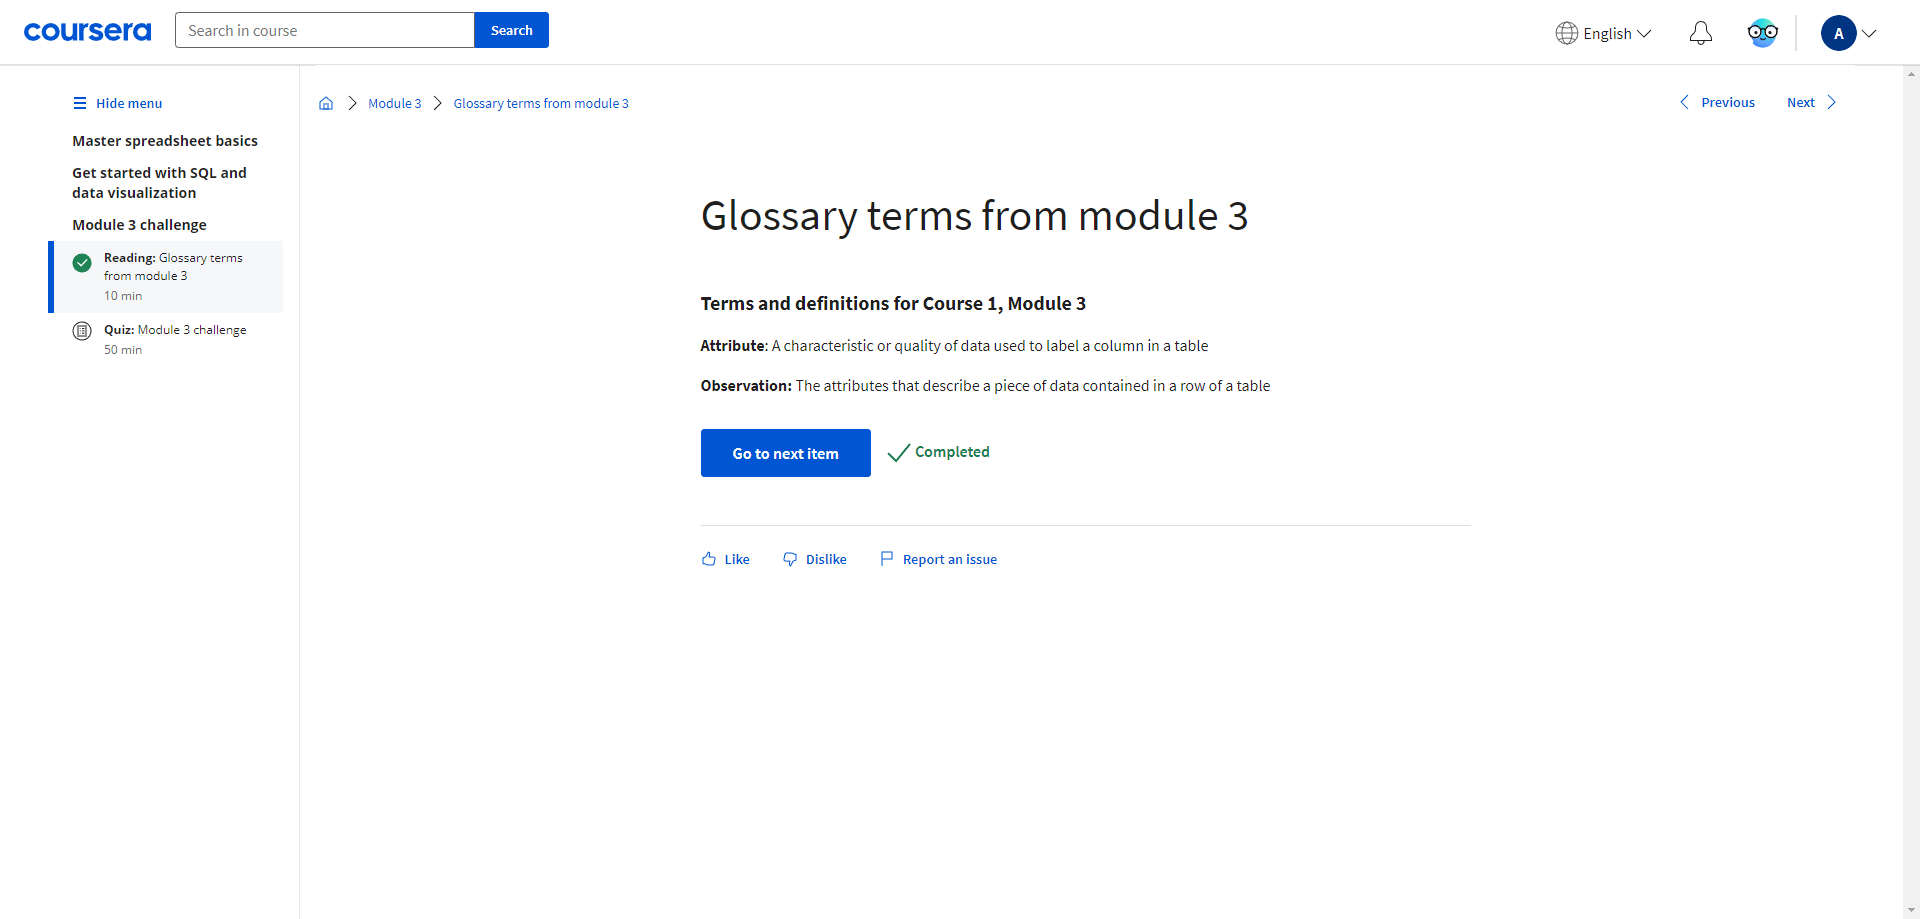 coursera
Search in course
Search
English
A
Hide menu
Master spreadsheet basics
Get started with SQL and
data visualization
Module 3 challenge
Reading: Glossary terms
from module 3
10 min
Quiz: Module 3 challenge
50 min
Module 3
Glossary terms from module 3
Previous
Next
Glossary terms from module 3
Terms and definitions for Course 1, Module 3
Attribute: A characteristic or quality of data used to label a column in a table
Observation: The attributes that describe a piece of data contained in a row of a table
Go to next item
Completed
Like
Dislike
Report an issue